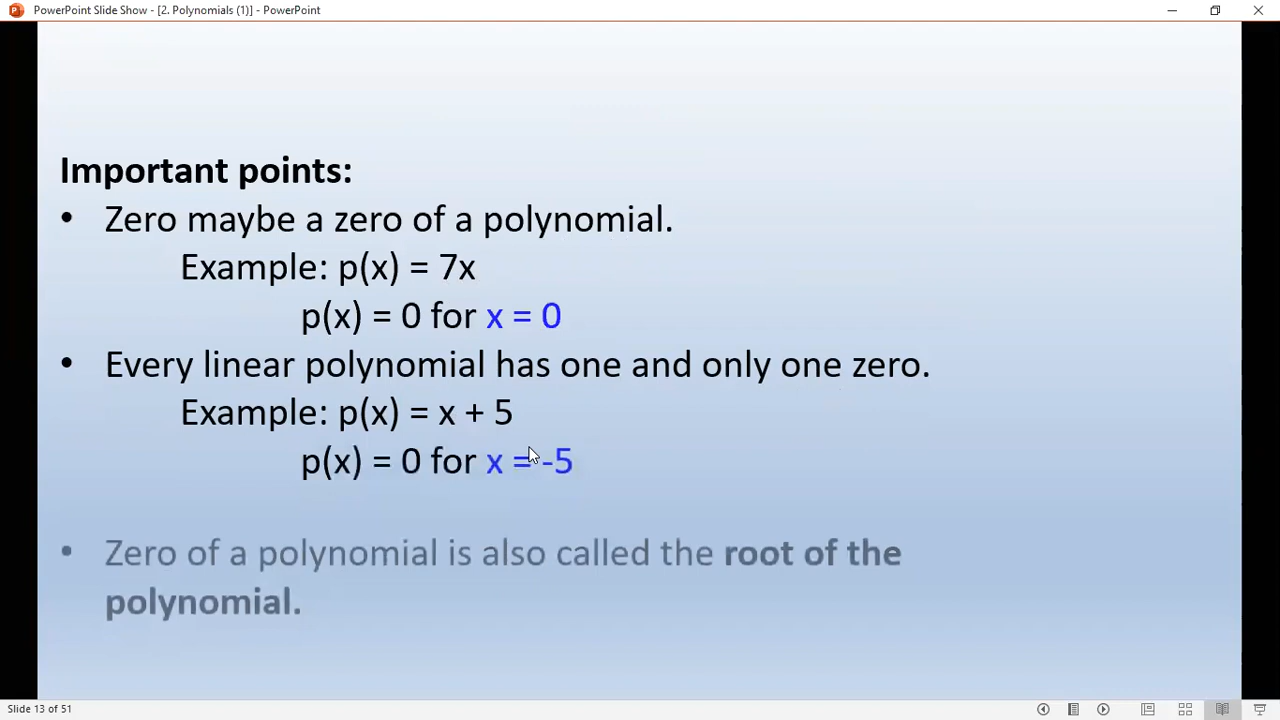 PowerPoint Slide Show - [2. Polynomials (1)] - PowerPoint
Important points:
• Zero maybe a zero of a polynomial.
Example: p(x) = 7x
p(x) = 0 for x = 0
• Every linear polynomial has one and only one zero.
Example: p(x) = x + 5
p(x) = 0 for x = -5
• Zero of a polynomial is also called the root of the
polynomial.
Slide 13 of 51